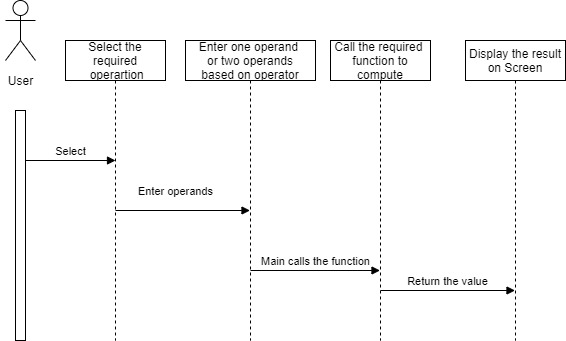 User
Select the
required
operartion
Enter one operand
or two operands
based on operator
Call the required
function to
compute
Display the result
on Screen
Select
Enter operands
Main calls the function
Return the value